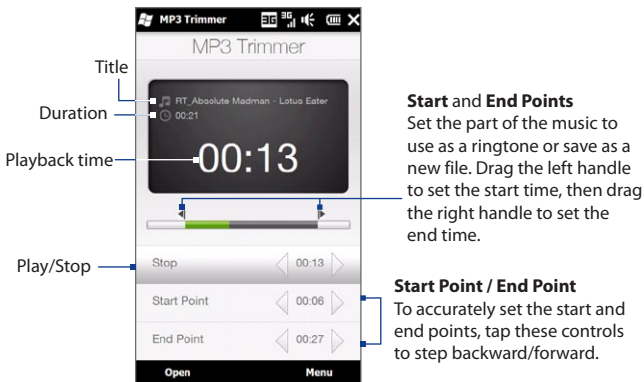 MP3 Trimmer
3G
MP3 Trimmer
Title
RT_Absolute Madman - Lotus Eater
Duration
00:21
Playback time
00:13
Start and End Points
Set the part of the music to
use as a ringtone or save as a
new file. Drag the left handle
to set the start time, then drag
the right handle to set the
end time.
Play/Stop
Stop
00:13
Start Point
00:06
End Point
00:27
Start Point / End Point
To accurately set the start and
end points, tap these controls
to step backward/forward.
Open
Menu